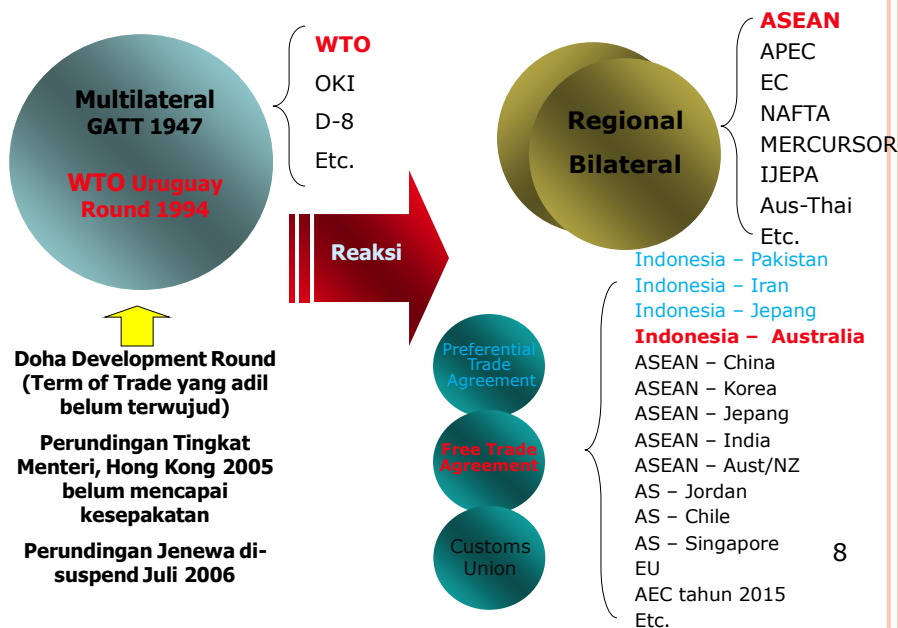 Multilateral
GATT 1947
WTO Uruguay
Round 1994
WTO
OKI
D-8
Etc.
Reaksi
Regional
Bilateral
ASEAN
APEC
EC
NAFTA
MERCURSOR
IJEPA
Aus-Thai
Etc.
Doha Development Round
(Term of Trade yang adil
belum terwujud)
Perundingan Tingkat
Menteri, Hong Kong 2005
belum mencapai
kesepakatan
Perundingan Jenewa di-
suspend Juli 2006
Preferential
Trade
Agreement
Free Trade
Agreement
Customs
Union
Indonesia – Pakistan
Indonesia – Iran
Indonesia – Jepang
Indonesia – Australia
ASEAN – China
ASEAN – Korea
ASEAN – Jepang
ASEAN – India
ASEAN – Aust/NZ
AS – Jordan
AS – Chile
AS – Singapore
EU
AEC tahun 2015
Etc.
8